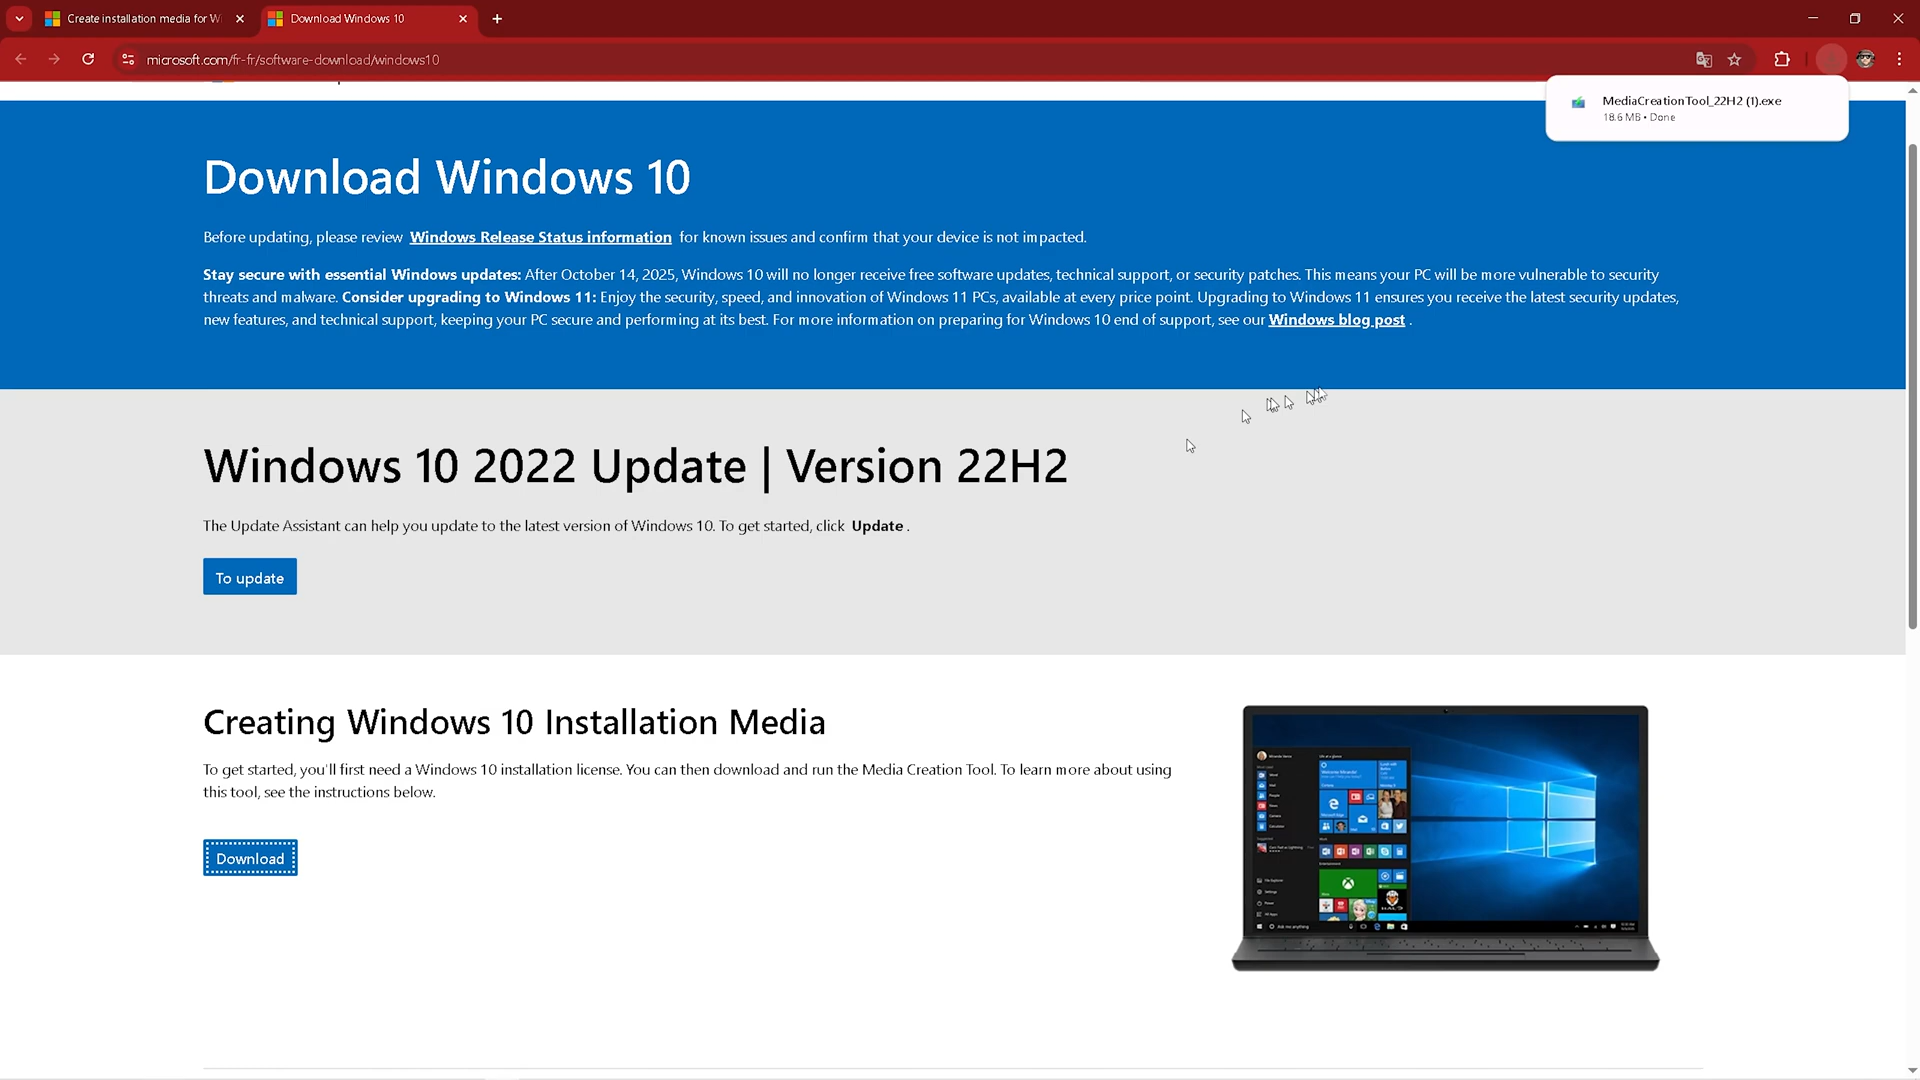 Create installation media for W
Download Windows 10
microsoft.com/fr-fr/software-download/windows10
MediaCreationTool_22H2 (1).exe
18.6 MB • Done
Download Windows 10
Before updating, please review Windows Release Status information for known issues and confirm that your device is not impacted.
Stay secure with essential Windows updates: After October 14, 2025, Windows 10 will no longer receive free software updates, technical support, or security patches. This means your PC will be more vulnerable to security
threats and malware. Consider upgrading to Windows 11: Enjoy the security, speed, and innovation of Windows 11 PCs, available at every price point. Upgrading to Windows 11 ensures you receive the latest security updates,
new features, and technical support, keeping your PC secure and performing at its best. For more information on preparing for Windows 10 end of support, see our Windows blog post .
Windows 10 2022 Update | Version 22H2
The Update Assistant can help you update to the latest version of Windows 10. To get started, click Update .
To update
Creating Windows 10 Installation Media
To get started, you'll first need a Windows 10 installation license. You can then download and run the Media Creation Tool. To learn more about using
this tool, see the instructions below.
Download